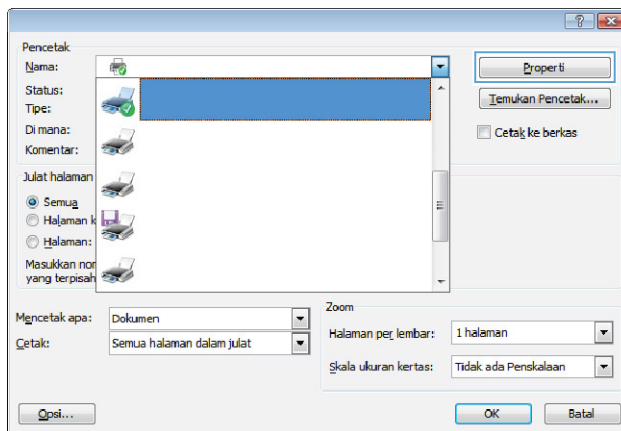 Pencetak
Nama:
Properti
Status:
Tipe:
Temukan Pencetak...
Di mana:
Cetak ke berkas
Komentar:
Julat halaman
Semua
Halaman k
Halaman:
Masukkan nor
yang terpisah
Mencetak apa: Dokumen
Cetak: Semua halaman dalam julat
Zoom
Halaman per lembar: 1 halaman
Skala ukuran kertas: Tidak ada Penskalaan
Opsi...
OK
Batal